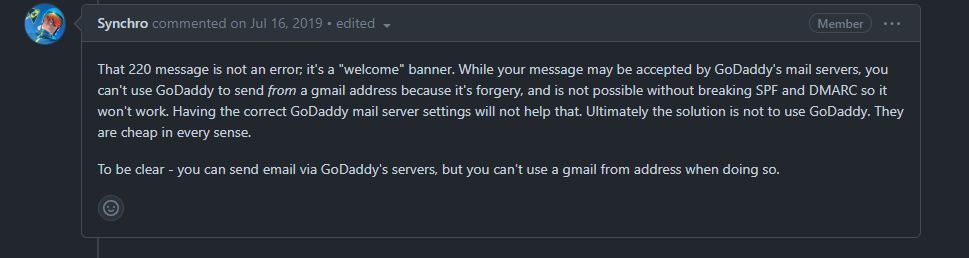 Synchro commented on Jul 16, 2019 • edited
Member
That 220 message is not an error; it's a "welcome" banner. While your message may be accepted by GoDaddy's mail servers, you
can't use GoDaddy to send from a gmail address because it's forgery, and is not possible without breaking SPF and DMARC so it
won't work. Having the correct GoDaddy mail server settings will not help that. Ultimately the solution is not to use GoDaddy. They
are cheap in every sense.
To be clear - you can send email via GoDaddy's servers, but you can't use a gmail from address when doing so.